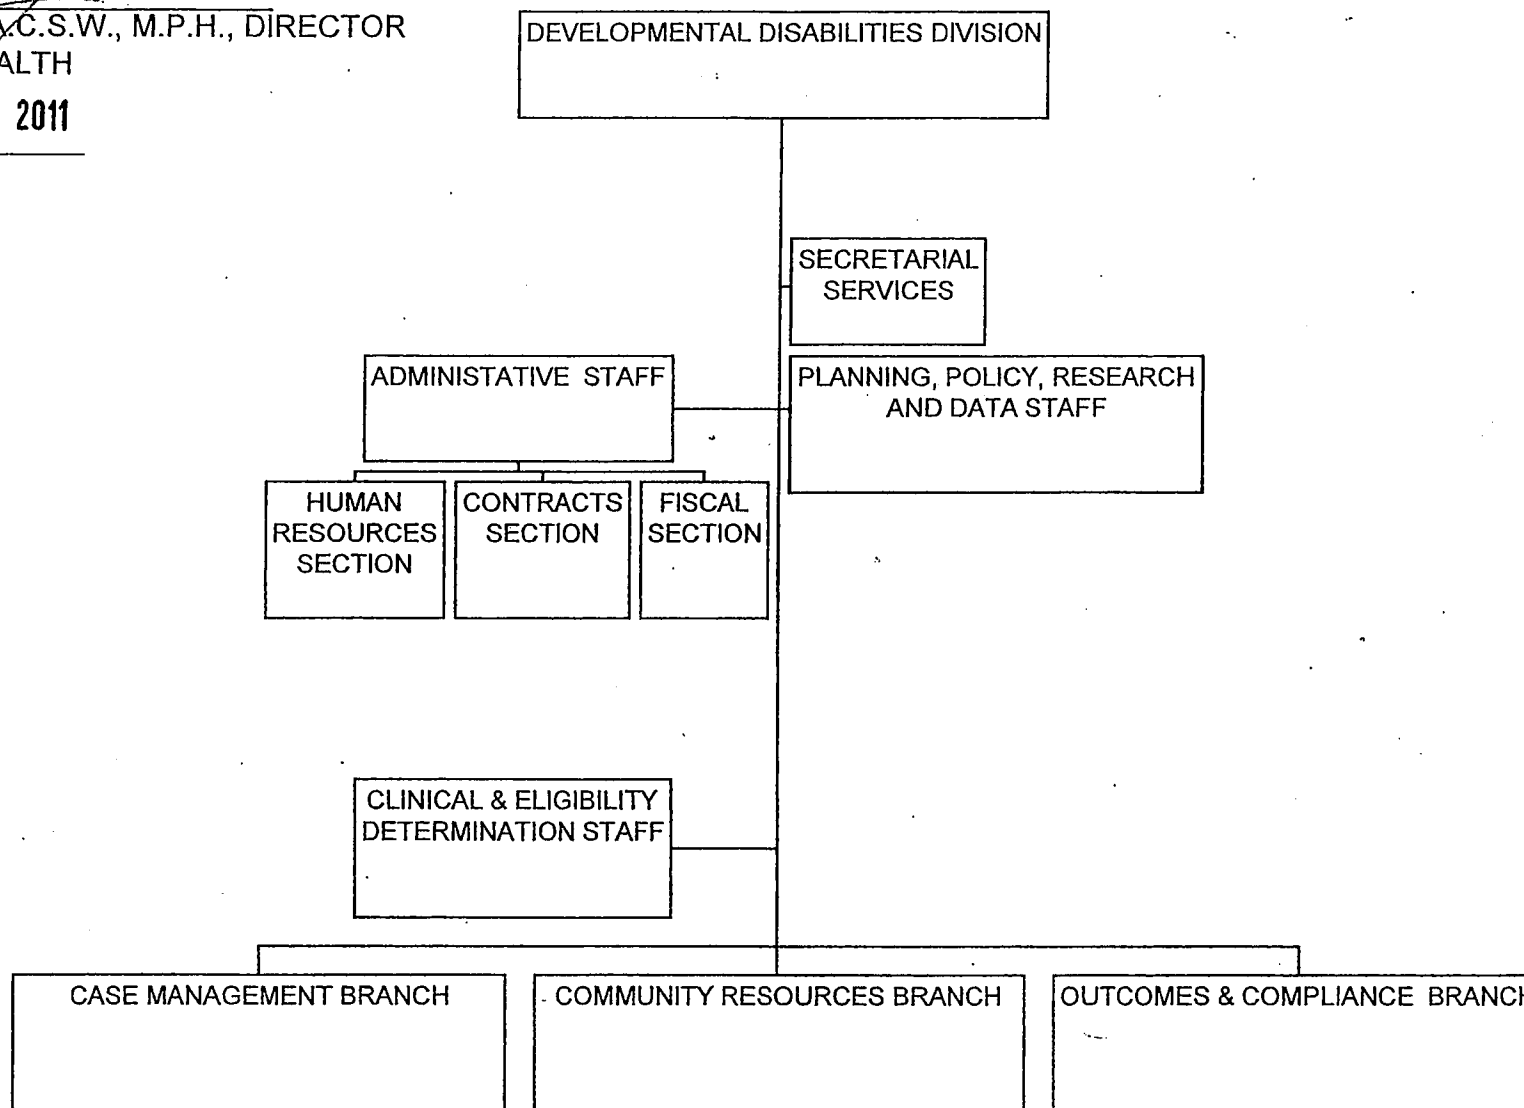 A.C.S.W., M.P.H., DIRECTOR
ALTH
2011
DEVELOPMENTAL DISABILITIES DIVISION
SECRETARIAL
SERVICES
ADMINISTATIVE STAFF
PLANNING, POLICY, RESEARCH
AND DATA STAFF
HUMAN
RESOURCES
SECTION
CONTRACTS
SECTION
FISCAL
SECTION
CLINICAL & ELIGIBILITY
DETERMINATION STAFF
CASE MANAGEMENT BRANCH
COMMUNITY RESOURCES BRANCH
OUTCOMES & COMPLIANCE BRANCH